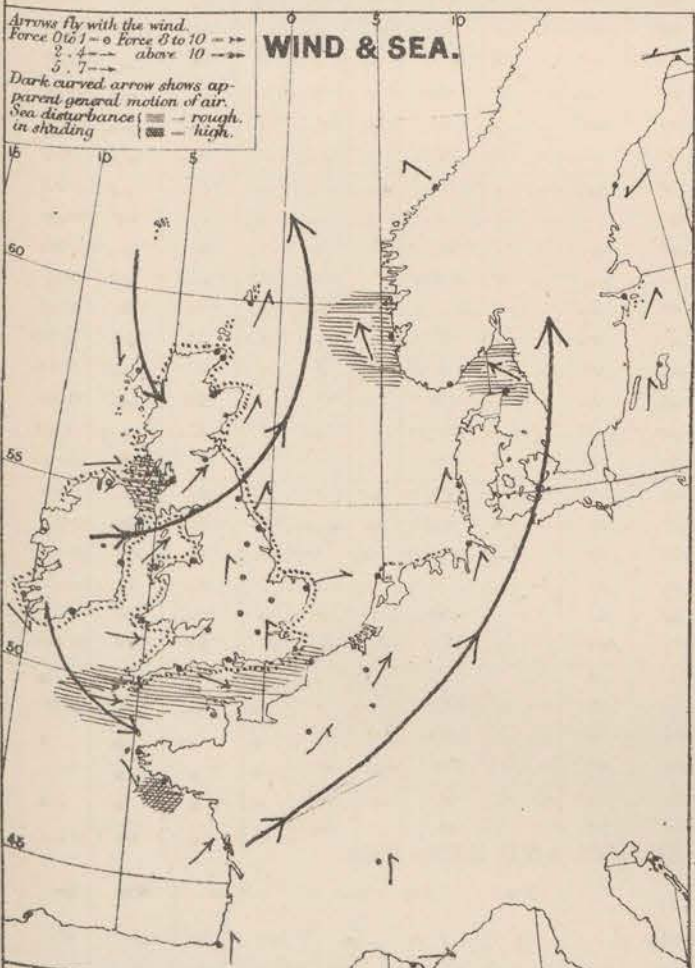 0 10
Arrows fly with the wind.
Force 0 to 1 – Force 8 to 10 –
2 . 4 – above 10 –
5 . 7 –
WIND & SEA.
Dark curved arrow shows ap-
parent general motion of air.
Sea disturbance { – rough.
in shading { – high.
15 10 5
60
55
50
45